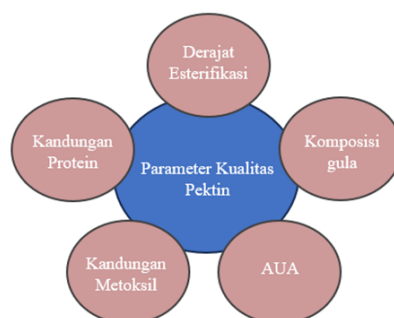 Derajat
Esterifikasi
Kandungan
Protein
Parameter Kualitas
Pektin
Komposisi
gula
Kandungan
Metoksil
AUA